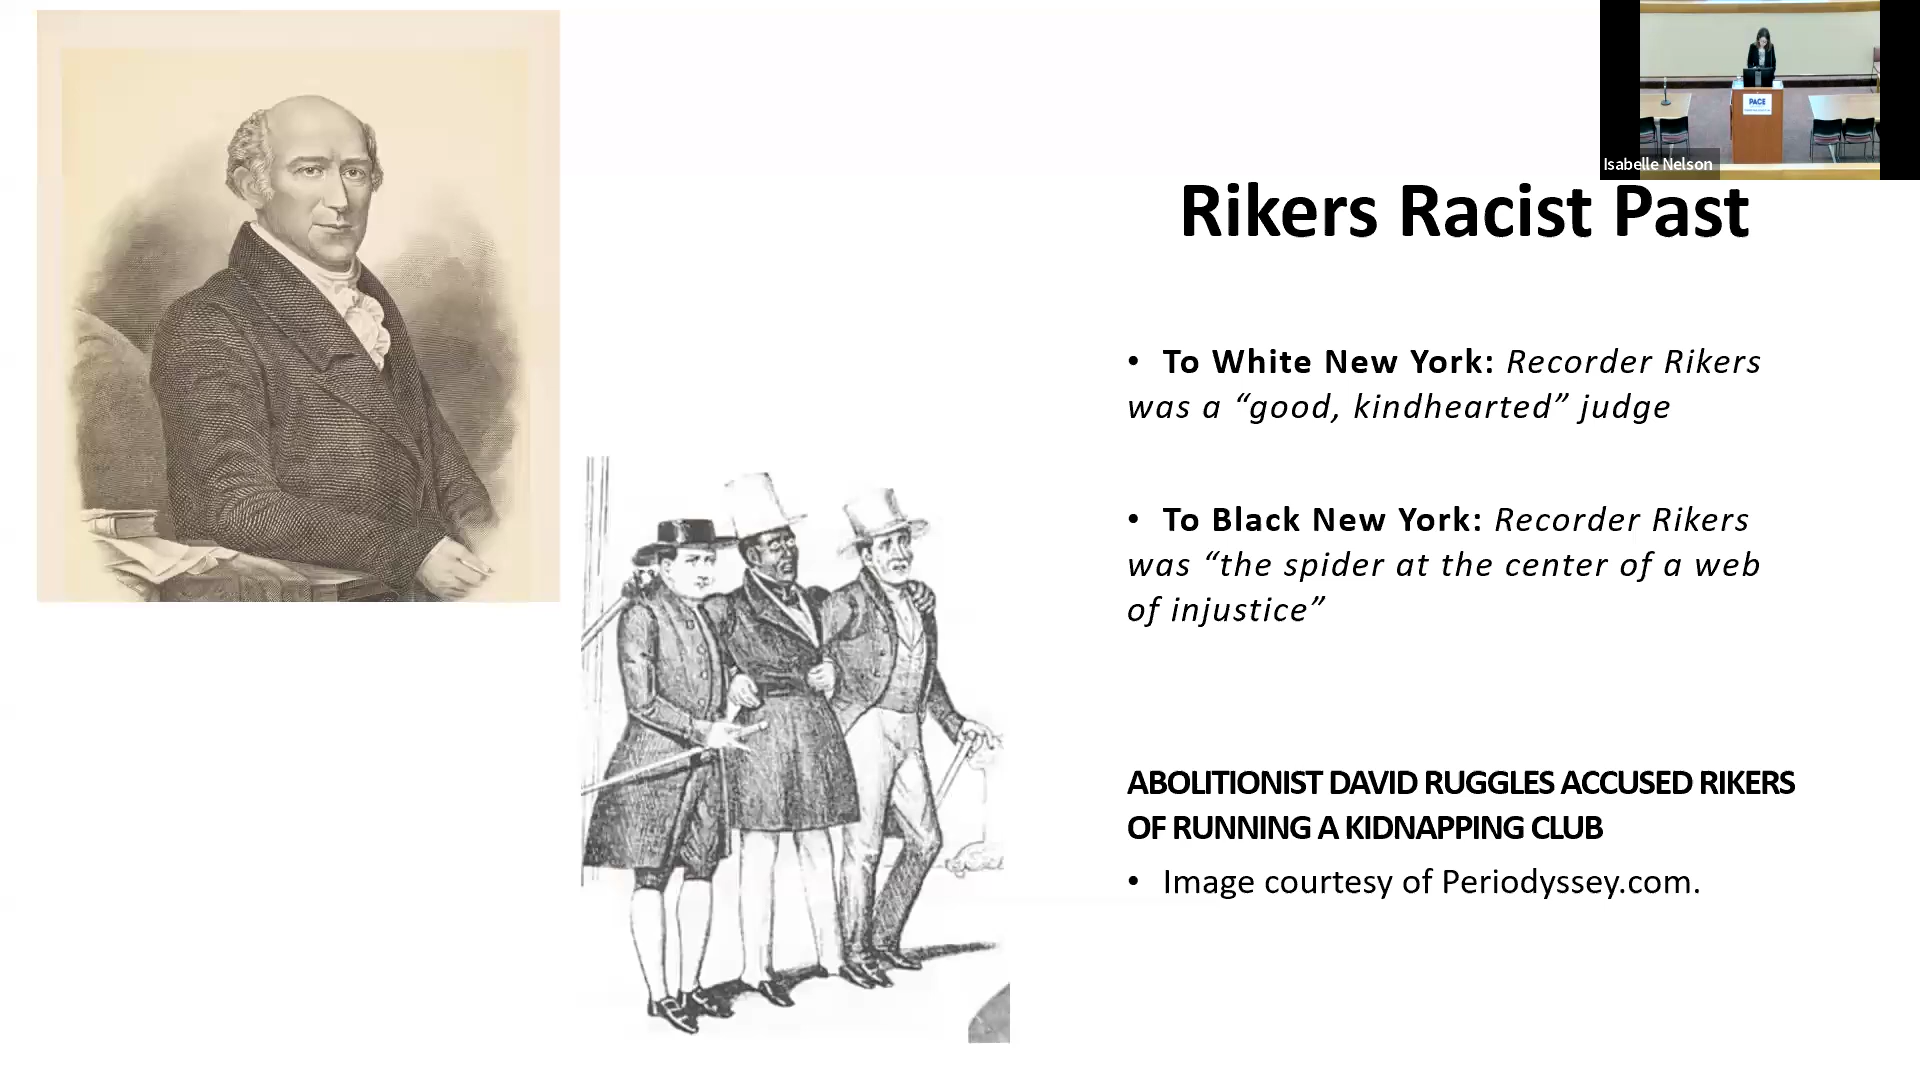 PACE
Isabelle Nelson
Rikers Racist Past
• To White New York: Recorder Rikers
was a “good, kindhearted” judge
• To Black New York: Recorder Rikers
was “the spider at the center of a web
of injustice”
ABOLITIONIST DAVID RUGGLES ACCUSED RIKERS
OF RUNNING A KIDNAPPING CLUB
• Image courtesy of Periodyssey.com.